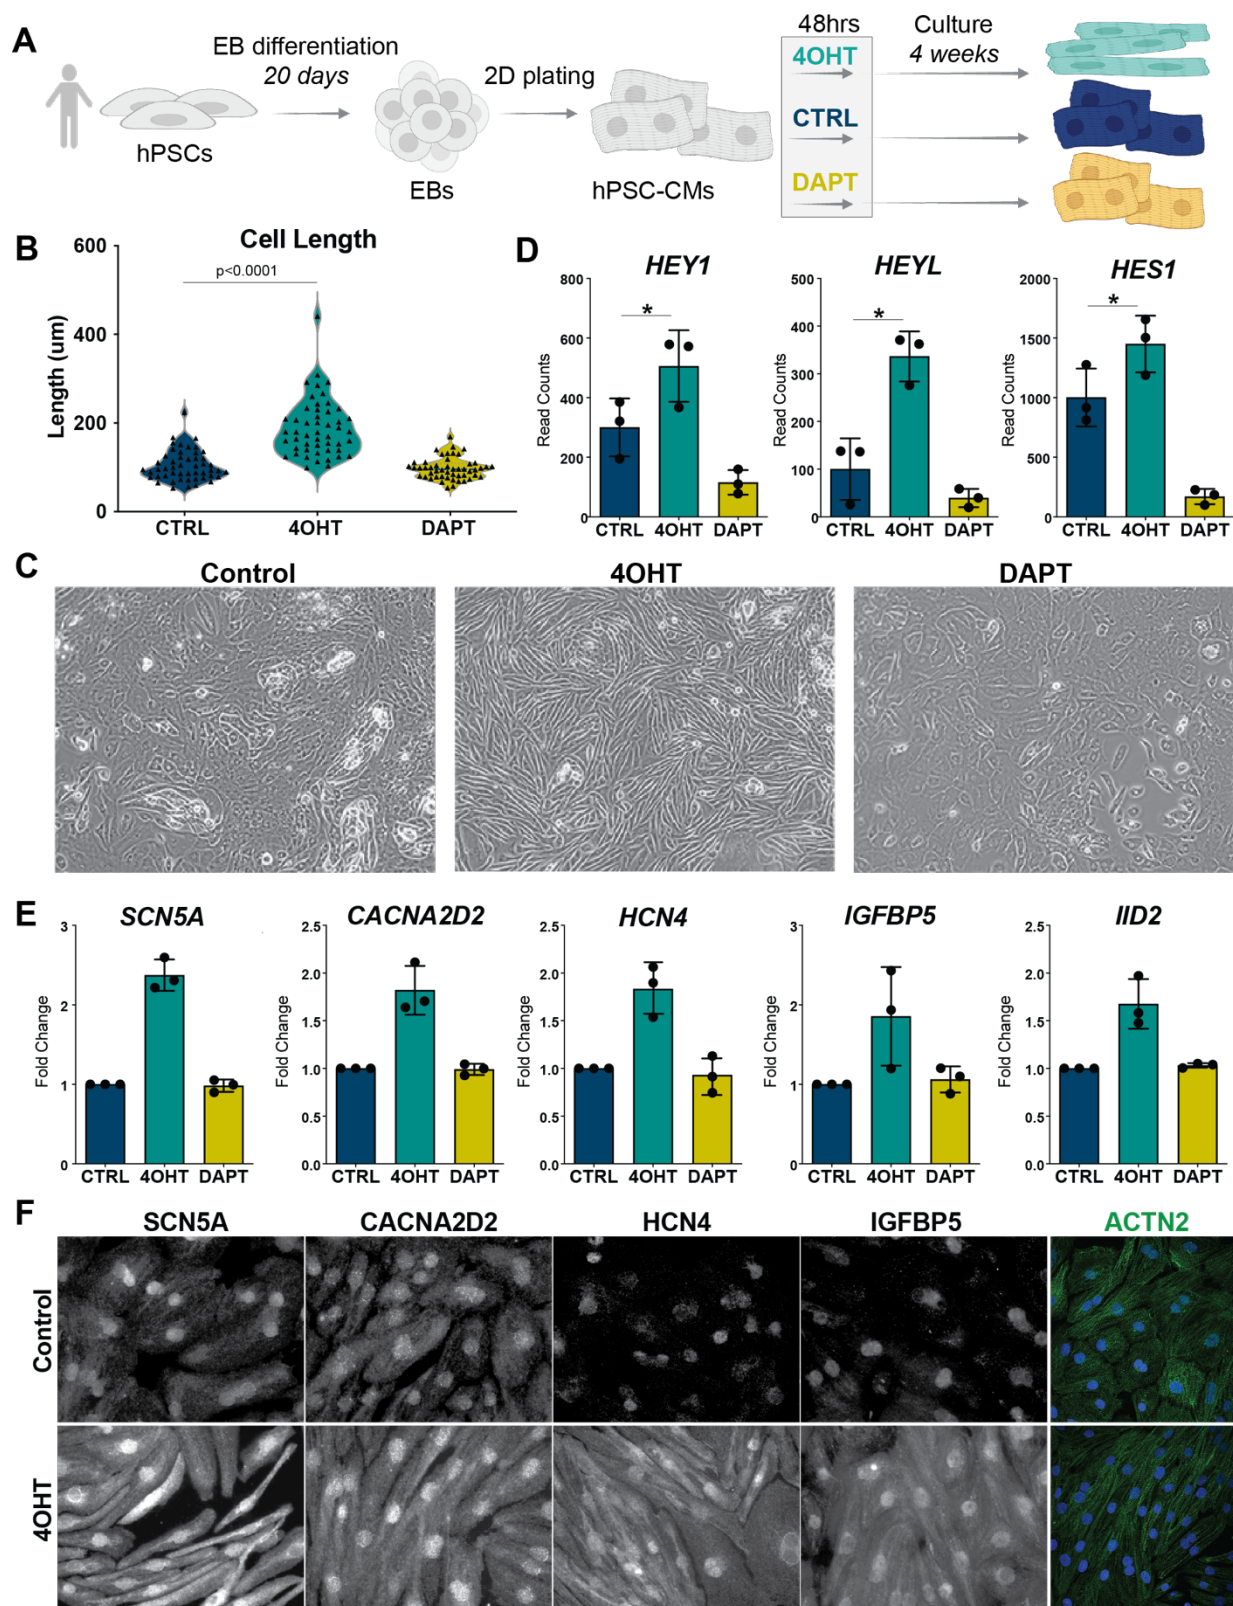 A
EB differentiation
20 days
2D plating
48hrs
Culture
4 weeks
4OHT
CTRL
DAPT
hPSCs
EBs
hPSC-CMs
B
Cell Length
p<0.0001
Length (um)
600
400
200
0
CTRL
4OHT
DAPT
D
HEY1
*
Read Counts
800
600
400
200
0
CTRL
4OHT
DAPT
HEYL
*
Read Counts
500
400
300
200
100
0
CTRL
4OHT
DAPT
HES1
*
Read Counts
2000
1500
1000
500
0
CTRL
4OHT
DAPT
C
Control
4OHT
DAPT
E
SCN5A
Fold Change
3
2
1
0
CTRL
4OHT
DAPT
CACNA2D2
Fold Change
2.5
2.0
1.5
1.0
0.5
0.0
CTRL
4OHT
DAPT
HCN4
Fold Change
2.5
2.0
1.5
1.0
0.5
0.0
CTRL
4OHT
DAPT
IGFBP5
Fold Change
3
2
1
0
CTRL
4OHT
DAPT
IID2
Fold Change
2.5
2.0
1.5
1.0
0.5
0.0
CTRL
4OHT
DAPT
F
SCN5A
CACNA2D2
HCN4
IGFBP5
ACTN2
Control
4OHT